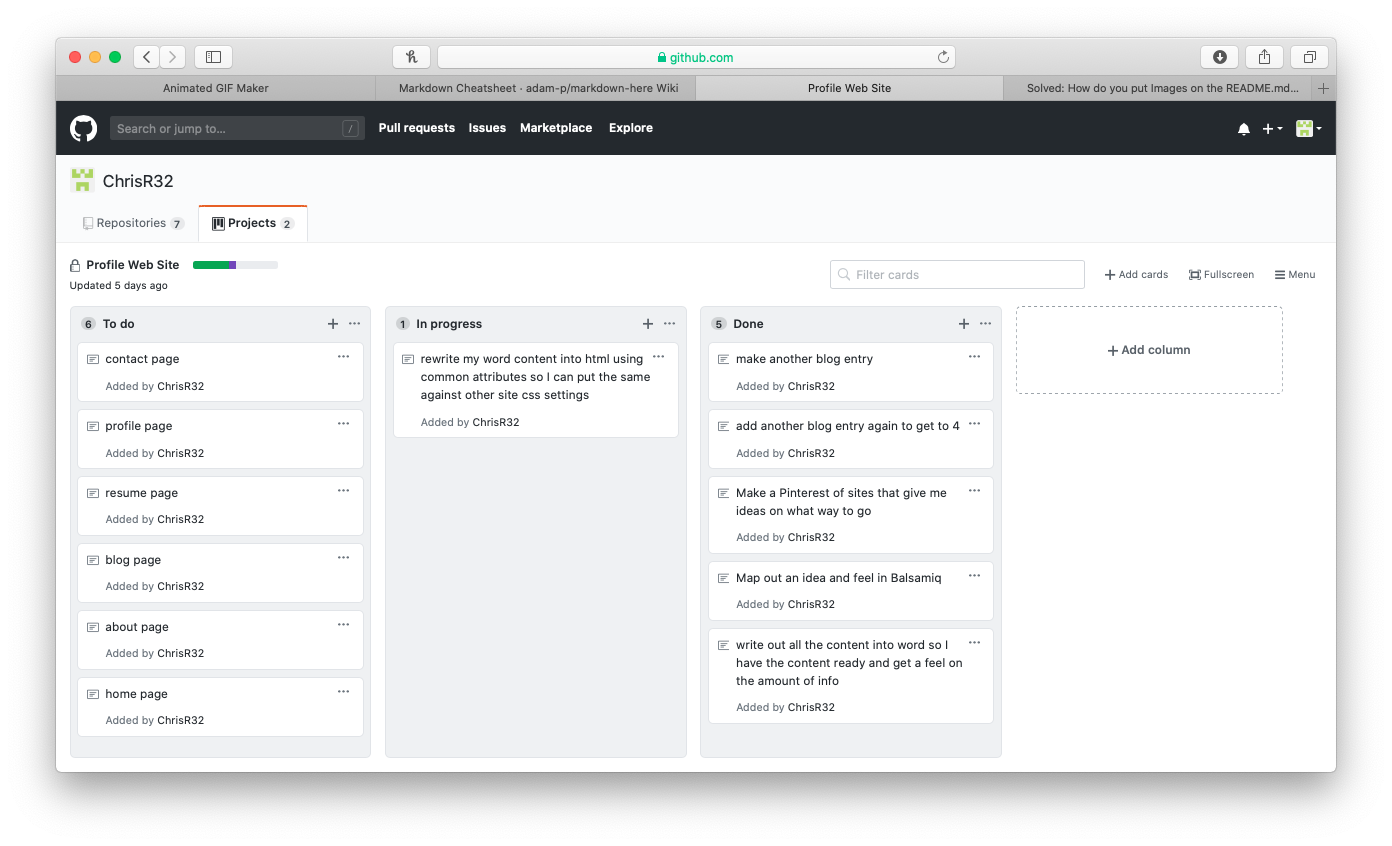 github.com
Animated GIF Maker
Markdown Cheatsheet · adam-p/markdown-here Wiki
Profile Web Site
Solved: How do you put Images on the README.md...
Search or jump to...
/
Pull requests
Issues
Marketplace
Explore
ChrisR32
Repositories 7
Projects 2
Profile Web Site
Updated 5 days ago
Filter cards
Add cards
Fullscreen
Menu
6 To do
contact page
Added by ChrisR32
profile page
Added by ChrisR32
resume page
Added by ChrisR32
blog page
Added by ChrisR32
about page
Added by ChrisR32
home page
Added by ChrisR32
1 In progress
rewrite my word content into html using
common attributes so I can put the same
against other site css settings
Added by ChrisR32
5 Done
make another blog entry
Added by ChrisR32
add another blog entry again to get to 4
Added by ChrisR32
Make a Pinterest of sites that give me
ideas on what way to go
Added by ChrisR32
Map out an idea and feel in Balsamiq
Added by ChrisR32
write out all the content into word so I
have the content ready and get a feel on
the amount of info
Added by ChrisR32
Add column